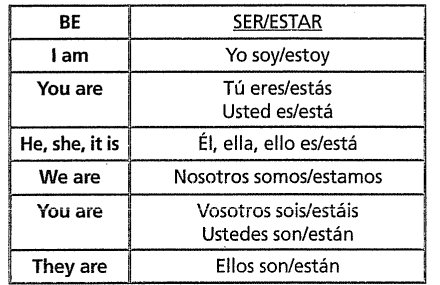 BE SER/ESTAR
I am Yo soy/estoy
You are Tú eres/estás
Usted es/está
He, she, it is Él, ella, ello es/está
We are Nosotros somos/estamos
You are Vosotros sois/estáis
Ustedes son/están
They are Ellos son/están